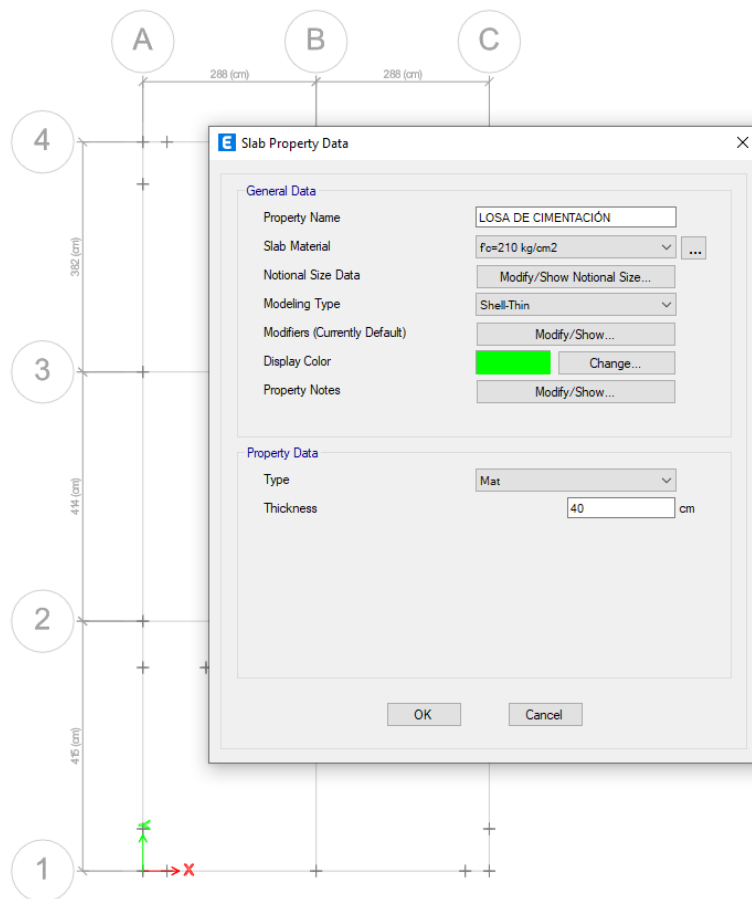 A B C
288 (cm) 288 (cm)
4
E Slab Property Data
General Data
Property Name LOSA DE CIMENTACIÓN
Slab Material f'c=210 kg/cm2 ...
Notional Size Data Modify/Show Notional Size...
382 (cm)
Modeling Type Shell-Thin
Modifiers (Currently Default) Modify/Show...
3
Display Color Change...
Property Notes Modify/Show...
Property Data
Type Mat
414 (cm)
Thickness 40 cm
2
OK Cancel
415 (cm)
Y
1
X